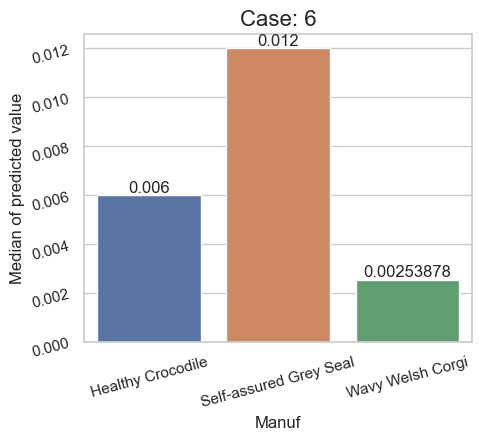 Case: 6
Median of predicted value
0.012
0.010
0.008
0.006
0.004
0.002
0.000
0.006
0.012
0.00253878
Healthy Crocodile
Self-assured Grey Seal
Wavy Welsh Corgi
Manuf